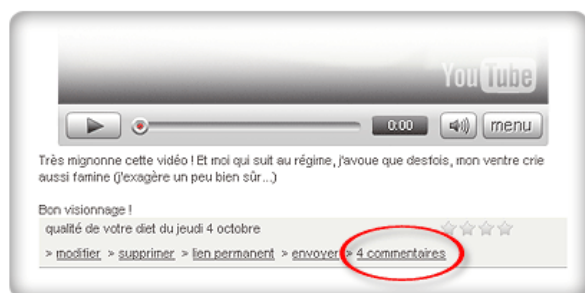 YouTube
0:00 menu
Très mignonne cette vidéo ! Et moi qui suit au régime, j'avoue que desfois, mon ventre crie
aussi famine (j'exagère un peu bien sûr...)
Bon visionnage !
qualité de votre diet du jeudi 4 octobre
> modifier > supprimer > lien permanent > envoyer > 4 commentaires